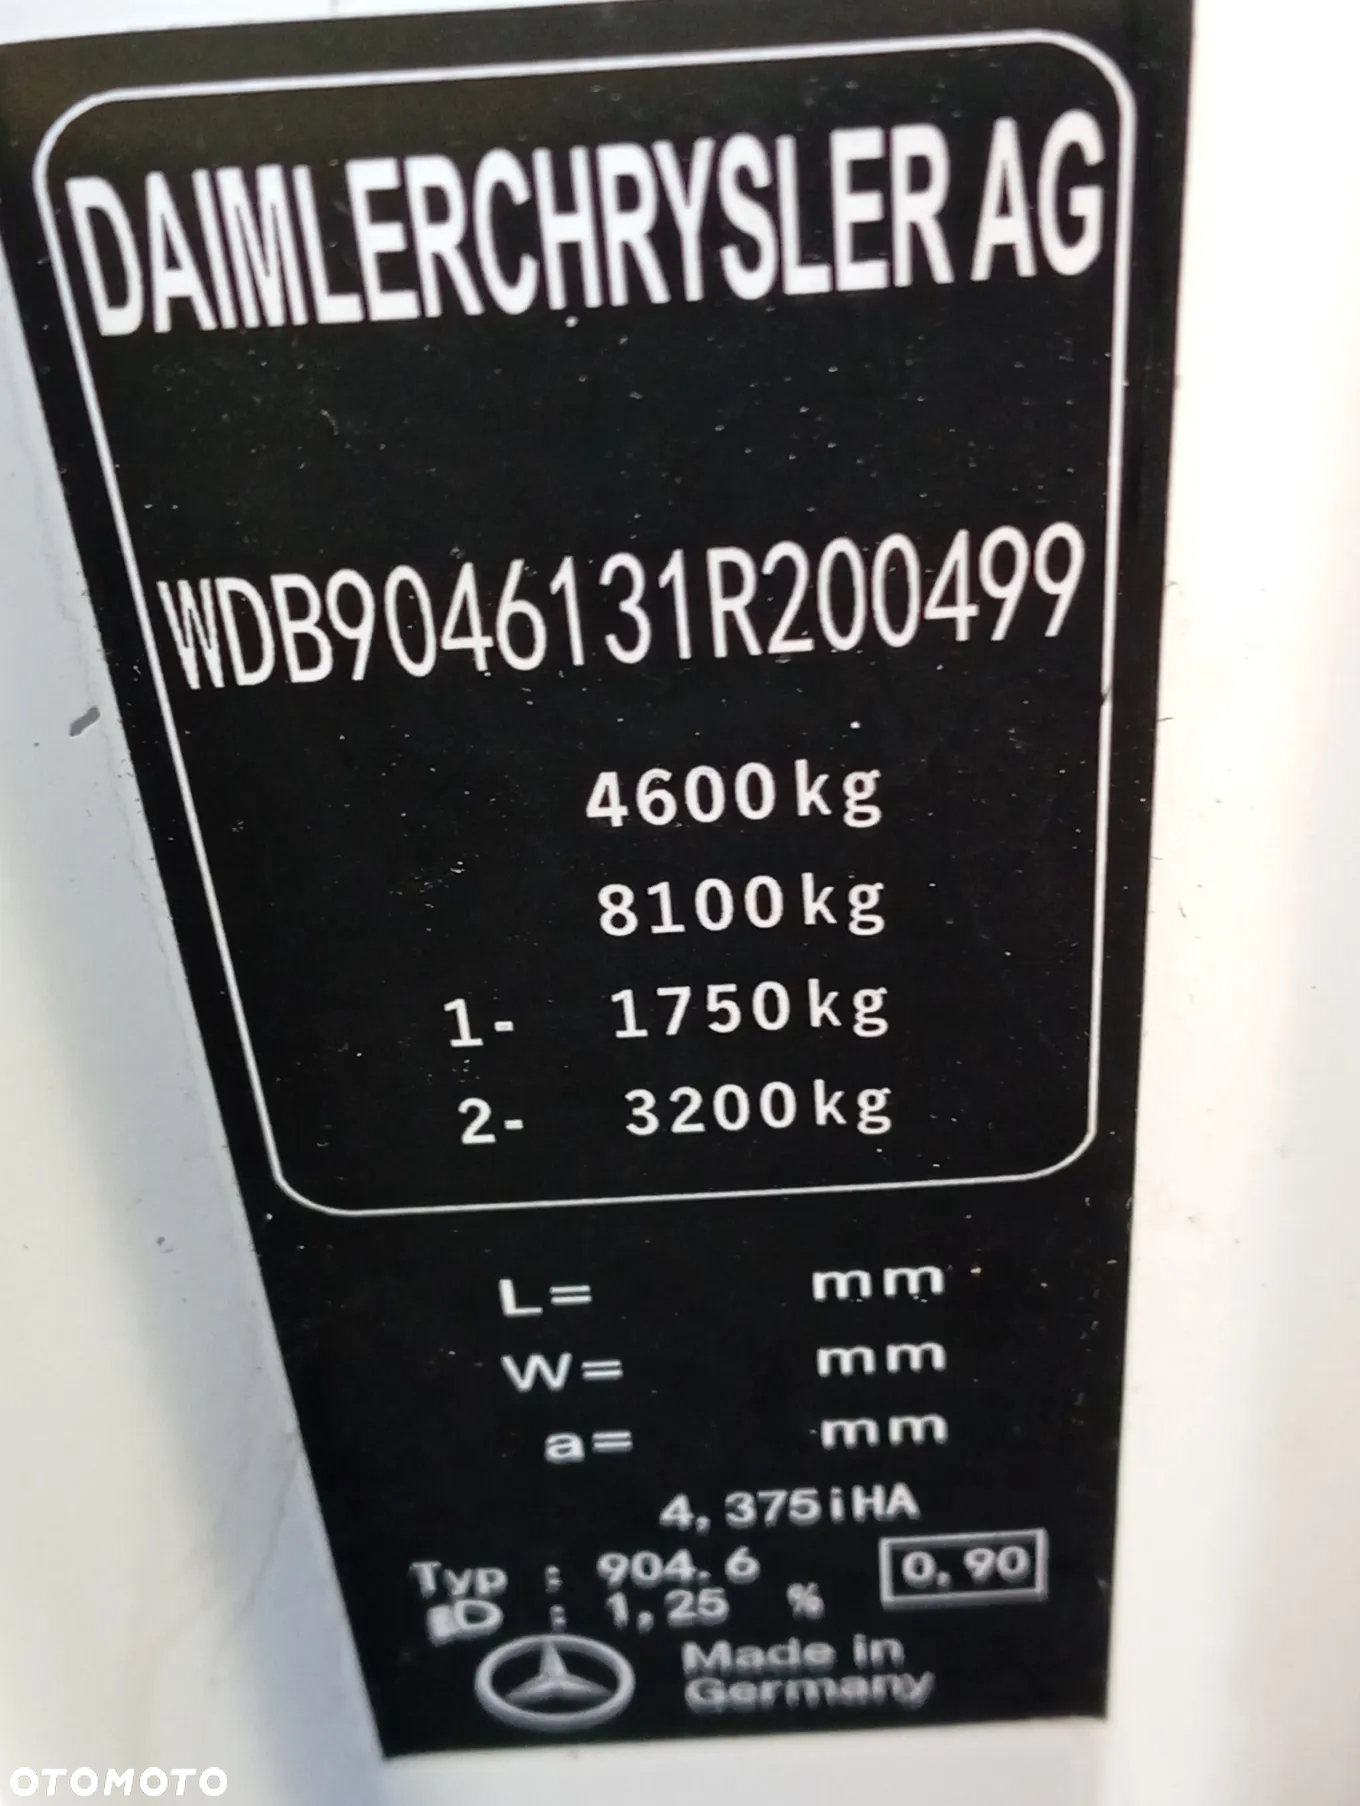 DAIMLERCHRYSLER AG
WDB9046131R200499
4600kg
8100kg
1- 1750kg
2- 3200kg
L= mm
W= mm
a= mm
4,375iHA
Typ : 904.6
0,90
: 1,25 %
Made in
Germany
OTOMOTO